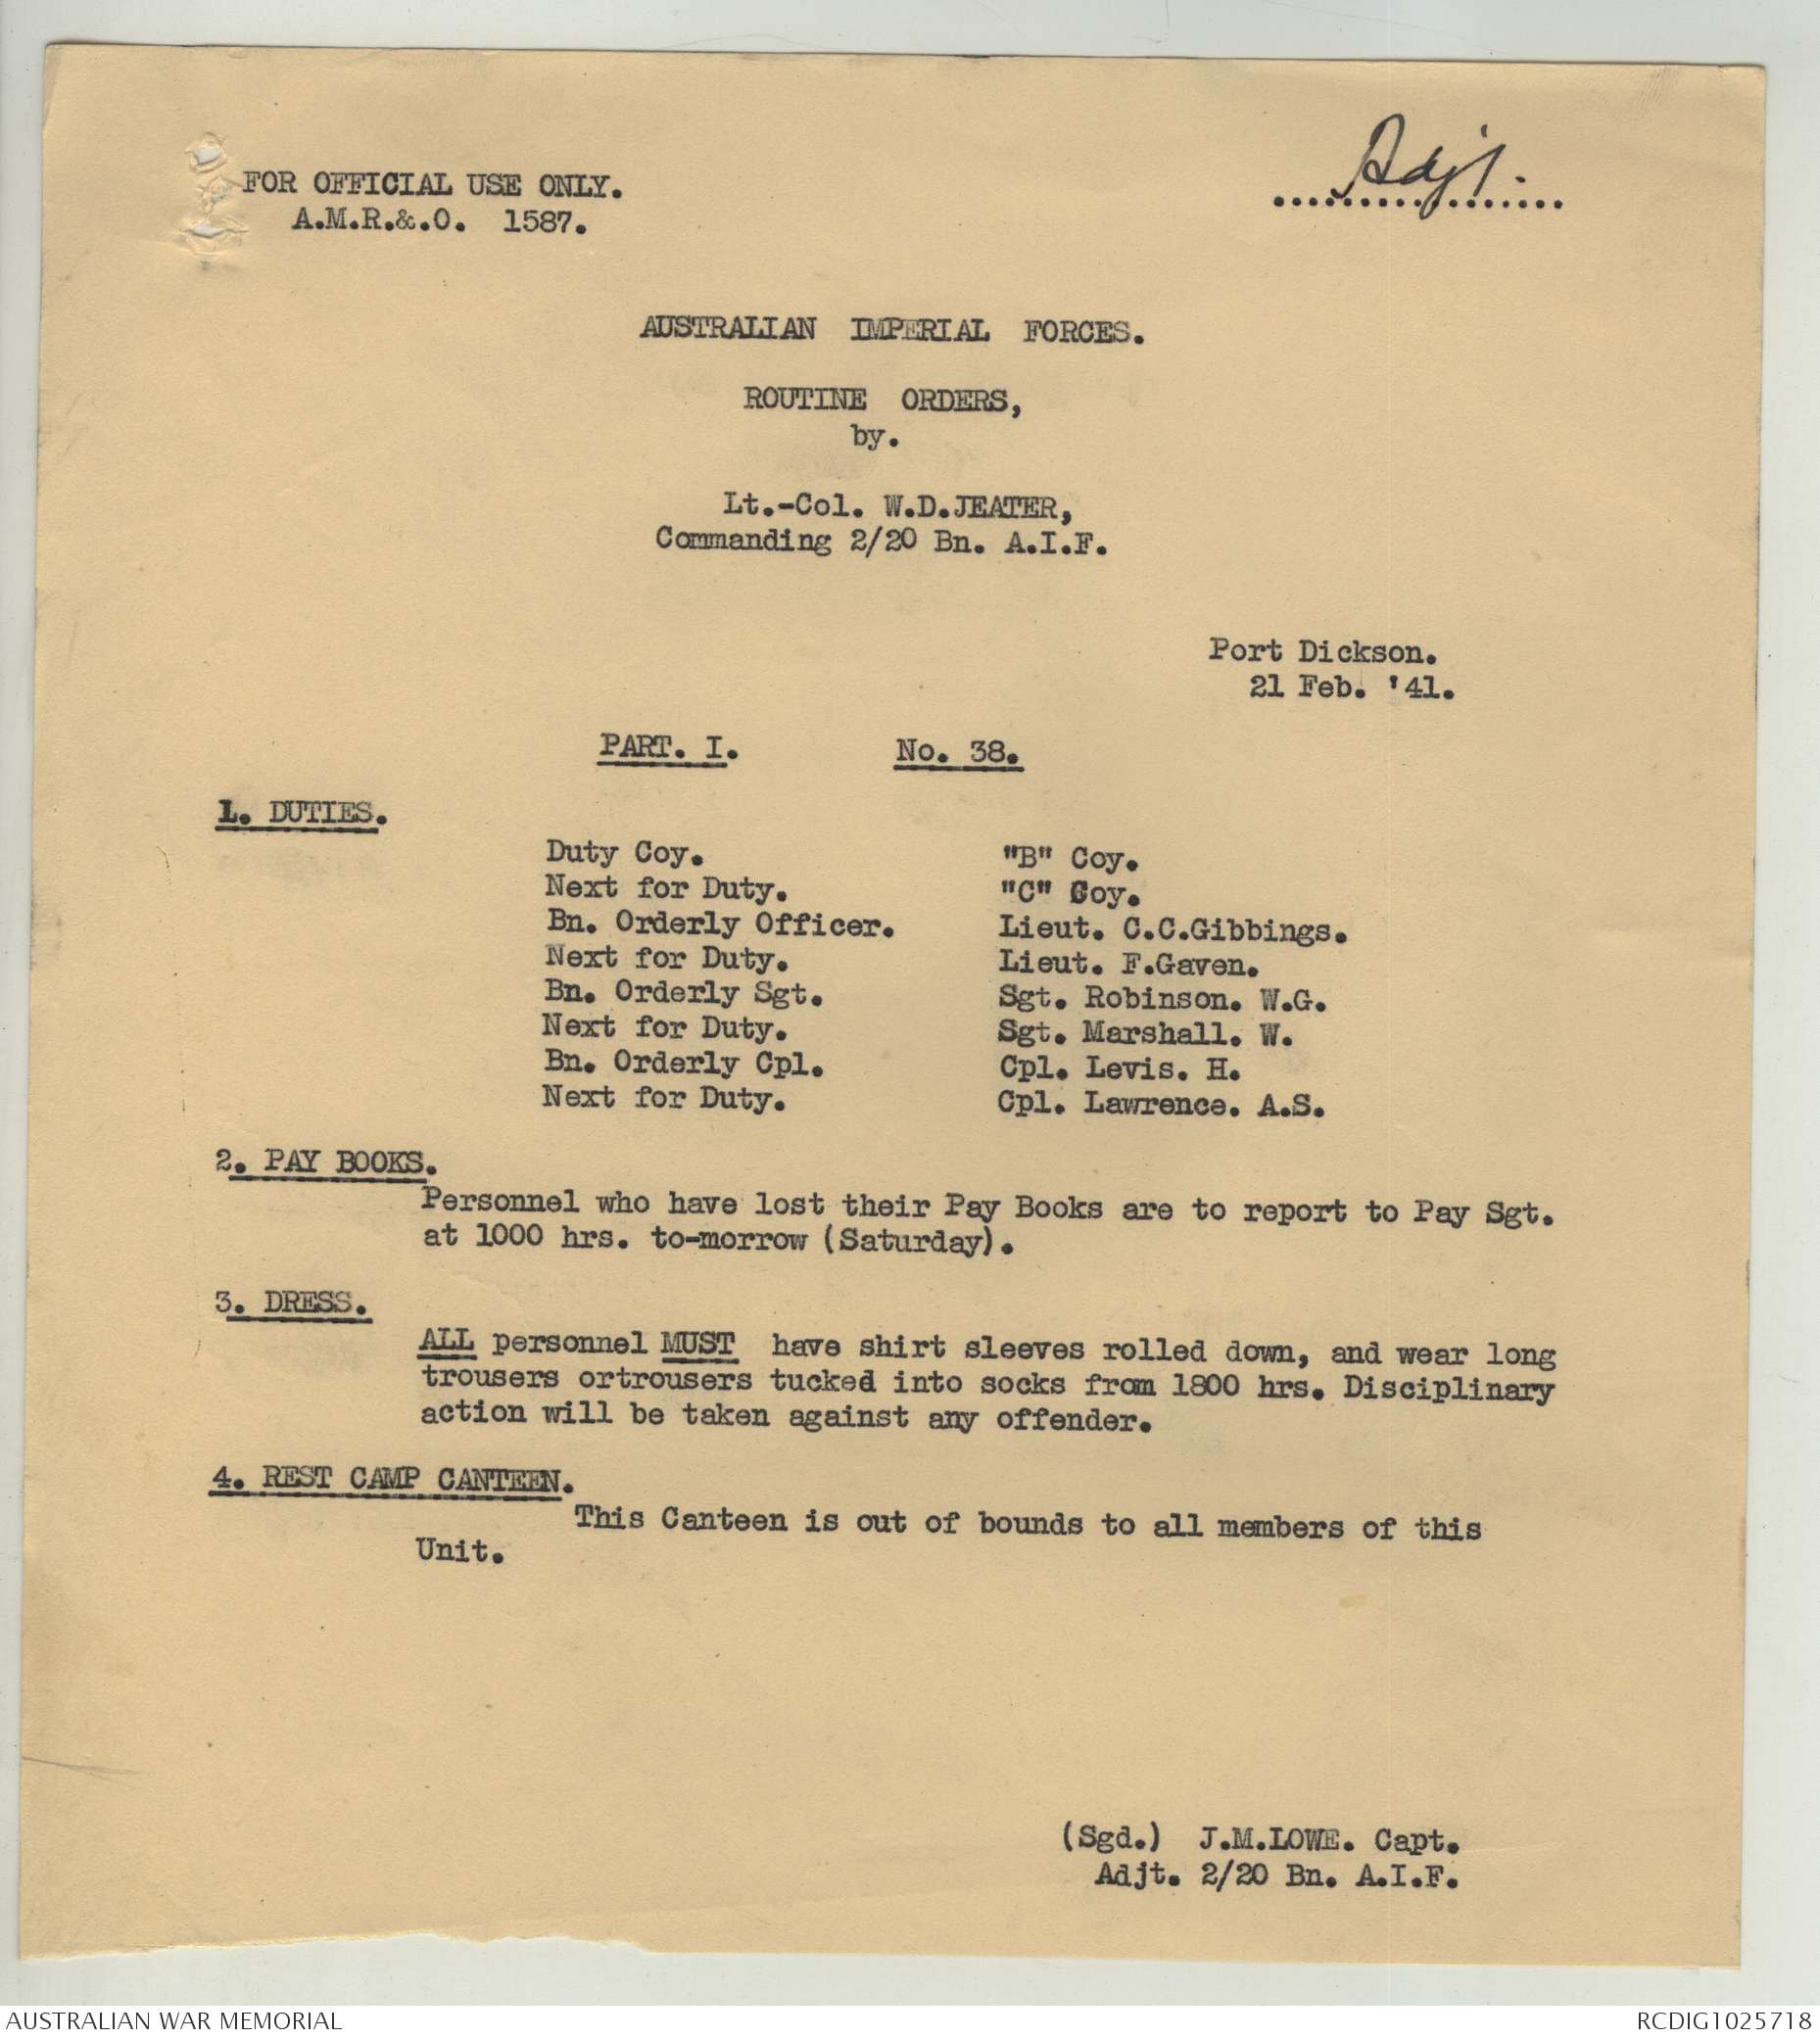 Adjt.
FOR OFFICIAL USE ONLY.
A.M.R.&.O. 1587.
AUSTRALIAN IMPERIAL FORCES.
ROUTINE ORDERS,
by.
Lt.-Col. W.D.JEATER,
Commanding 2/20 Bn. A.I.F.
Port Dickson.
21 Feb. '41.
PART. I. No. 38.
1. DUTIES.
Duty Coy. "B" Coy.
Next for Duty. "C" Coy.
Bn. Orderly Officer. Lieut. C.C.Gibbings.
Next for Duty. Lieut. F.Gaven.
Bn. Orderly Sgt. Sgt. Robinson. W.G.
Next for Duty. Sgt. Marshall. W.
Bn. Orderly Cpl. Cpl. Levis. H.
Next for Duty. Cpl. Lawrence. A.S.
2. PAY BOOKS.
Personnel who have lost their Pay Books are to report to Pay Sgt.
at 1000 hrs. to-morrow (Saturday).
3. DRESS.
ALL personnel MUST have shirt sleeves rolled down, and wear long
trousers ortrousers tucked into socks from 1800 hrs. Disciplinary
action will be taken against any offender.
4. REST CAMP CANTEEN.
This Canteen is out of bounds to all members of this
Unit.
(Sgd.) J.M.LOWE. Capt.
Adjt. 2/20 Bn. A.I.F.
AUSTRALIAN WAR MEMORIAL
RCDIG1025718